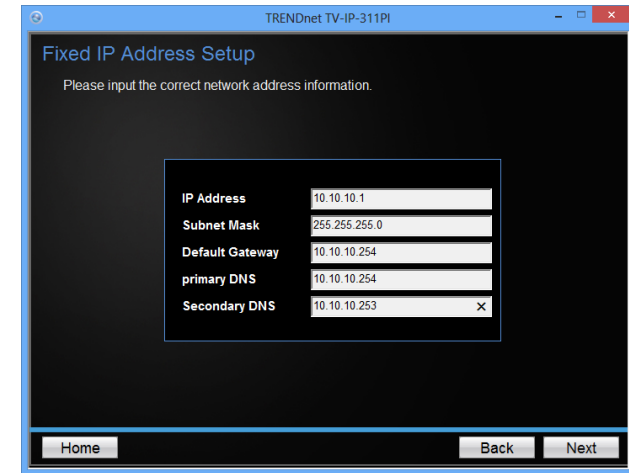 TRENDnet TV-IP-311PI
Fixed IP Address Setup
Please input the correct network address information.
IP Address 10.10.10.1
Subnet Mask 255.255.255.0
Default Gateway 10.10.10.254
primary DNS 10.10.10.254
Secondary DNS 10.10.10.253
Home Back Next